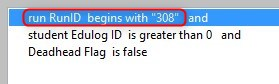 run RunID begins with "308" and
student Edulog ID is greater than 0 and
Deadhead Flag is false